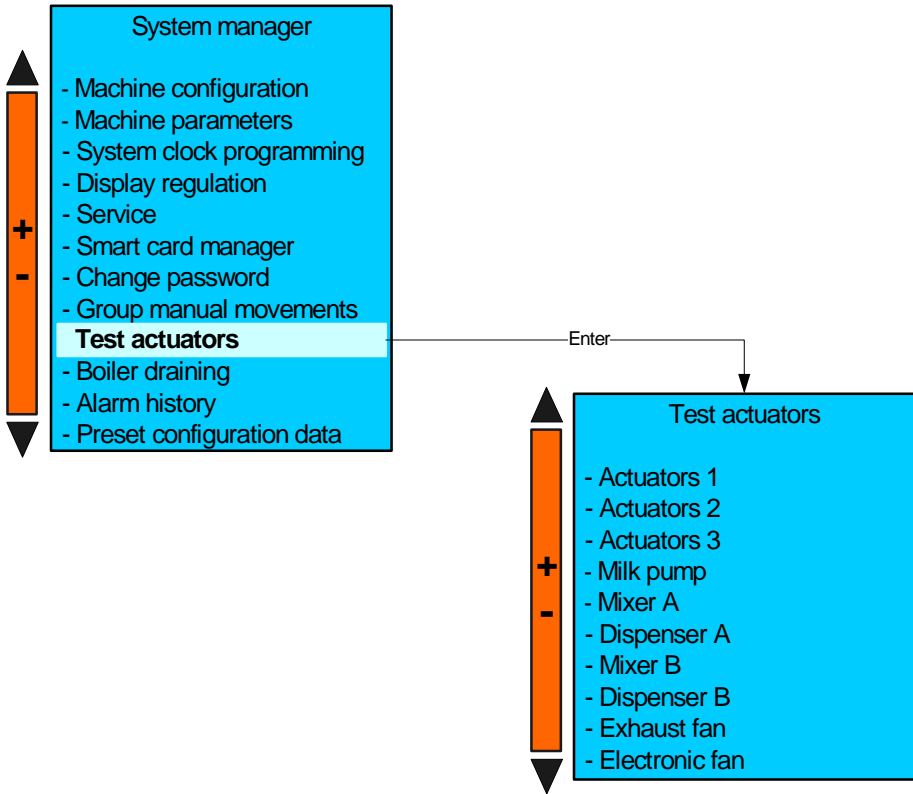 System manager
- Machine configuration
- Machine parameters
- System clock programming
- Display regulation
- Service
- Smart card manager
- Change password
- Group manual movements
Test actuators
- Boiler draining
- Alarm history
- Preset configuration data
+
-
Enter
Test actuators
- Actuators 1
- Actuators 2
- Actuators 3
- Milk pump
- Mixer A
- Dispenser A
- Mixer B
- Dispenser B
- Exhaust fan
- Electronic fan
+
-